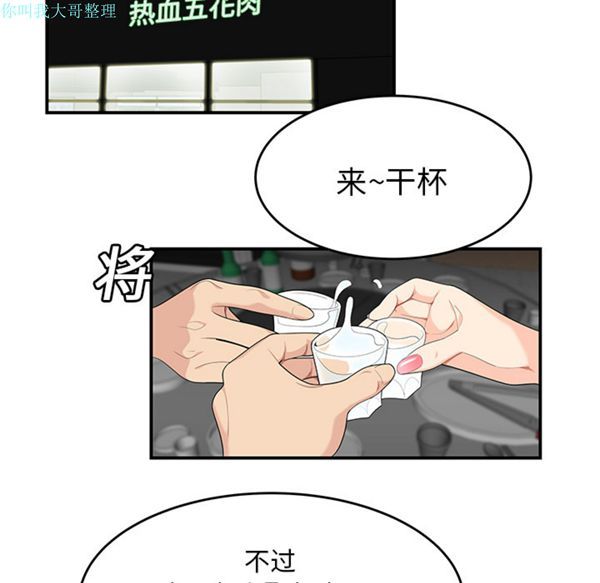 你叫我大哥整理
热血五花肉
来~干杯
将
不过